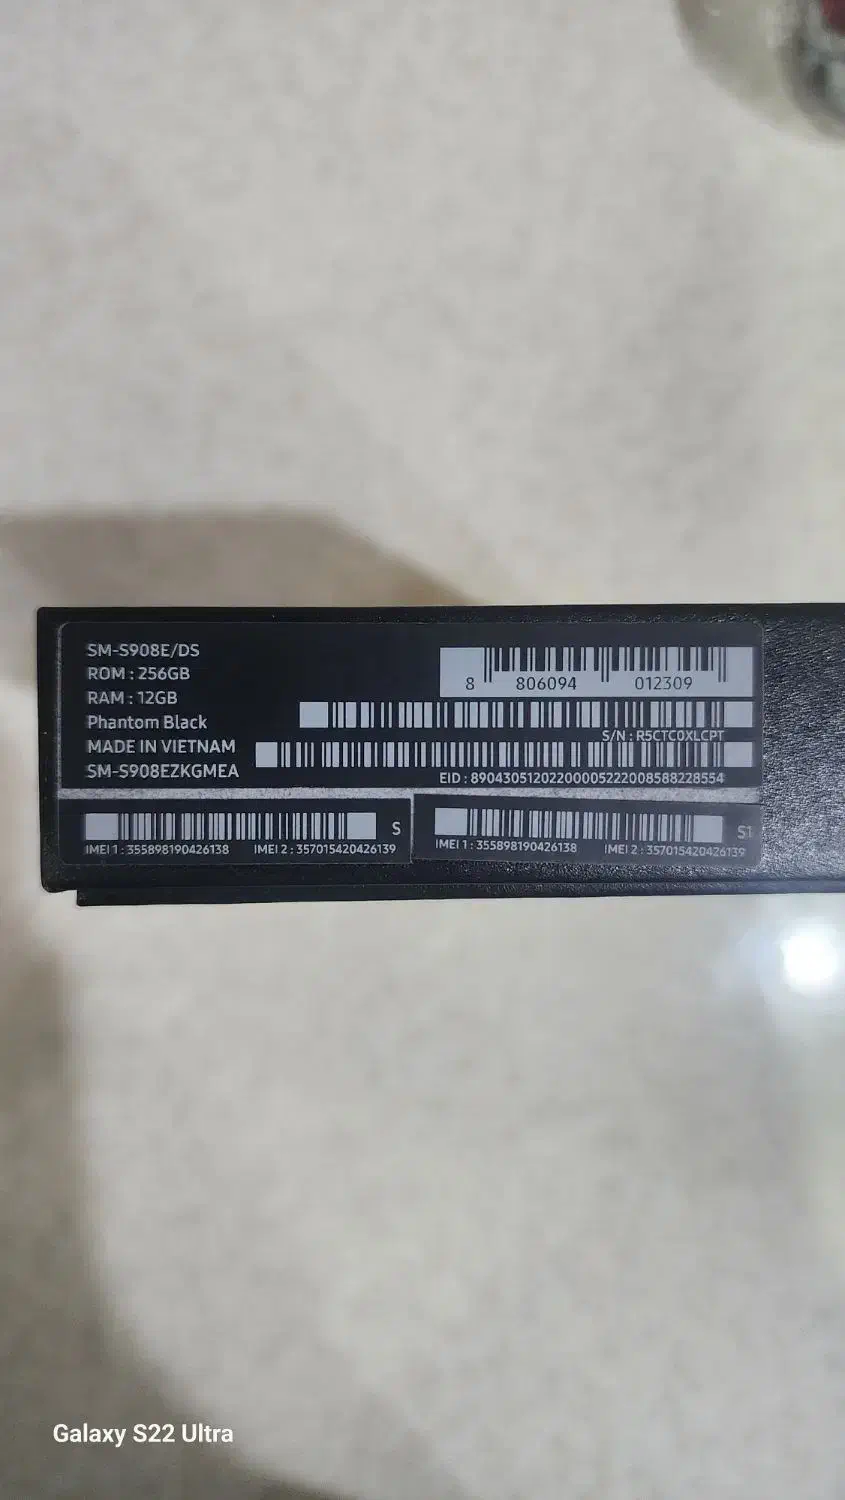 SM-S908E/DS
ROM : 256GB
RAM : 12GB
Phantom Black
MADE IN VIETNAM
SM-S908EZKGMEA
8 806094 012309
S/N : R5CTC0XLCPT
EID : 89043051202200005222008588228554
S
IMEI 1 : 355898190426138 IMEI 2 : 357015420426139
S1
IMEI 1 : 355898190426138 IMEI 2 : 357015420426139
Galaxy S22 Ultra